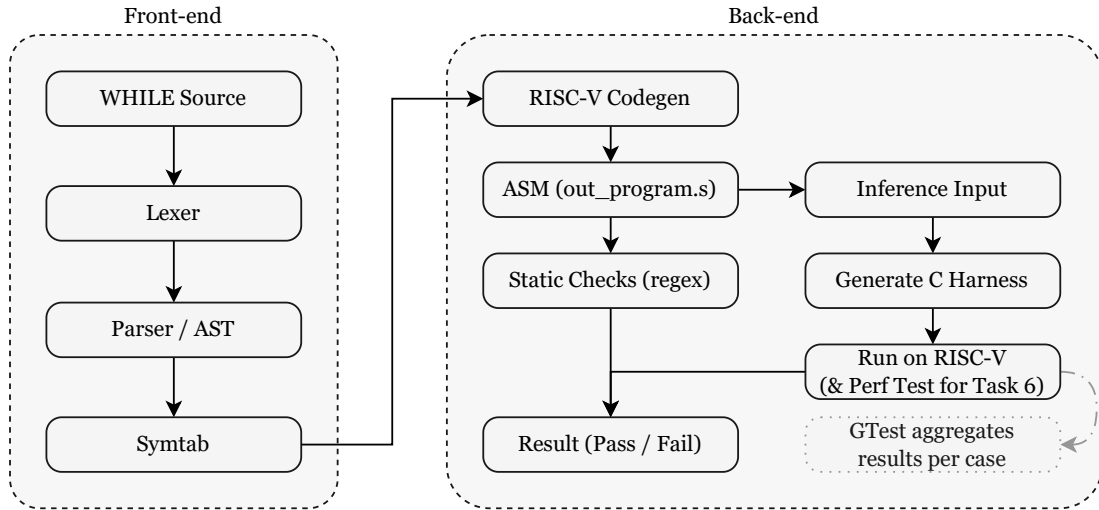 Front-end
WHILE Source
Lexer
Parser / AST
Symtab
Back-end
RISC-V Codegen
ASM (out_program.s)
Inference Input
Static Checks (regex)
Generate C Harness
Run on RISC-V
(& Perf Test for Task 6)
Result (Pass / Fail)
GTest aggregates
results per case